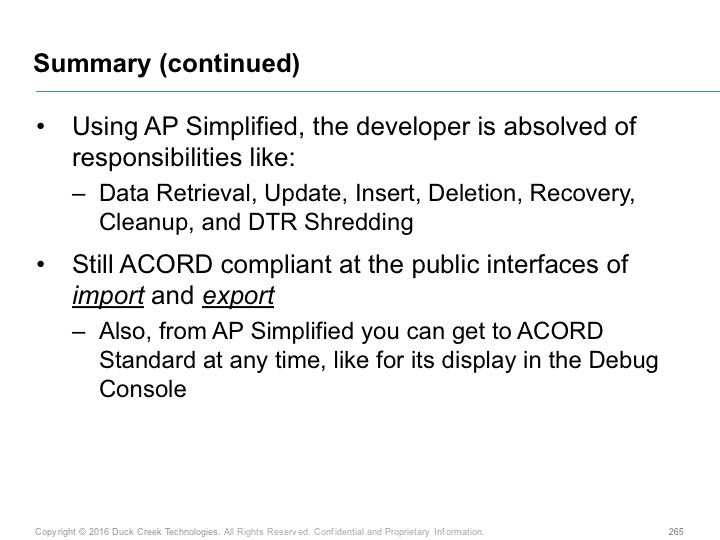 Summary (continued)
• Using AP Simplified, the developer is absolved of
responsibilities like:
– Data Retrieval, Update, Insert, Deletion, Recovery,
Cleanup, and DTR Shredding
• Still ACORD compliant at the public interfaces of
import and export
– Also, from AP Simplified you can get to ACORD
Standard at any time, like for its display in the Debug
Console
Copyright © 2016 Duck Creek Technologies. All Rights Reserved. Confidential and Proprietary Information. 265